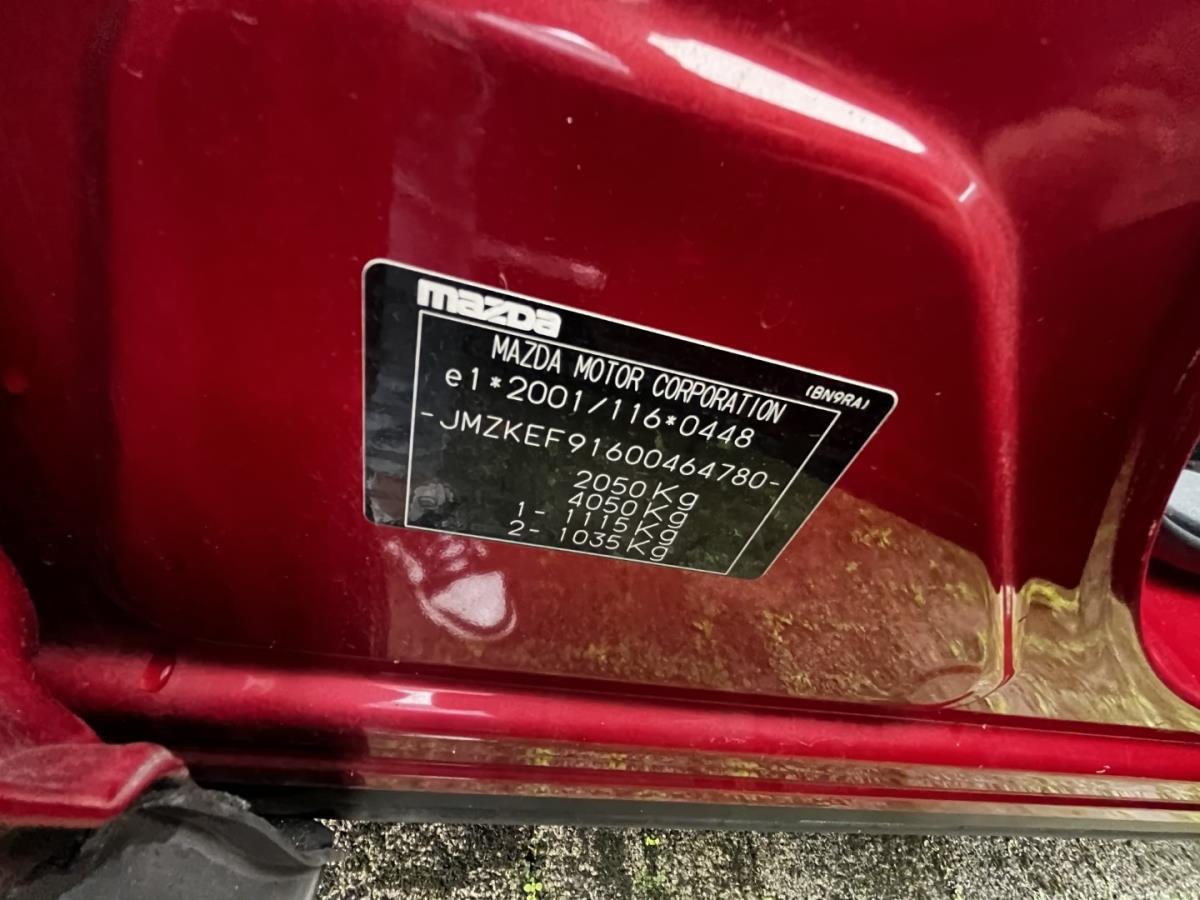 mazda
(BN9RA)
MAZDA MOTOR CORPORATION
e1*2001/116*0448
-JMZKEF91600464780-
2050Kg
4050Kg
1- 1115Kg
2- 1035Kg